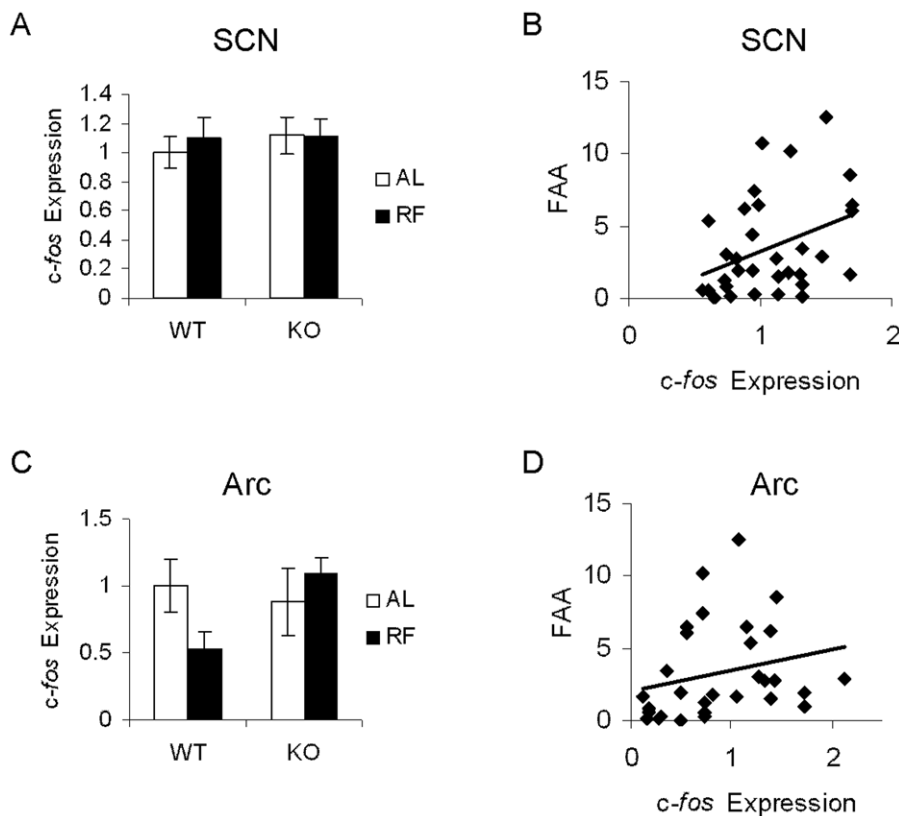 A
SCN
c-fos Expression
1.4
1.2
1
0.8
0.6
0.4
0.2
0
WT
KO
AL
RF
B
SCN
FAA
15
10
5
0
0
1
2
c-fos Expression
C
Arc
c-fos Expression
1.5
1
0.5
0
WT
KO
AL
RF
D
Arc
FAA
15
10
5
0
0
1
2
c-fos Expression